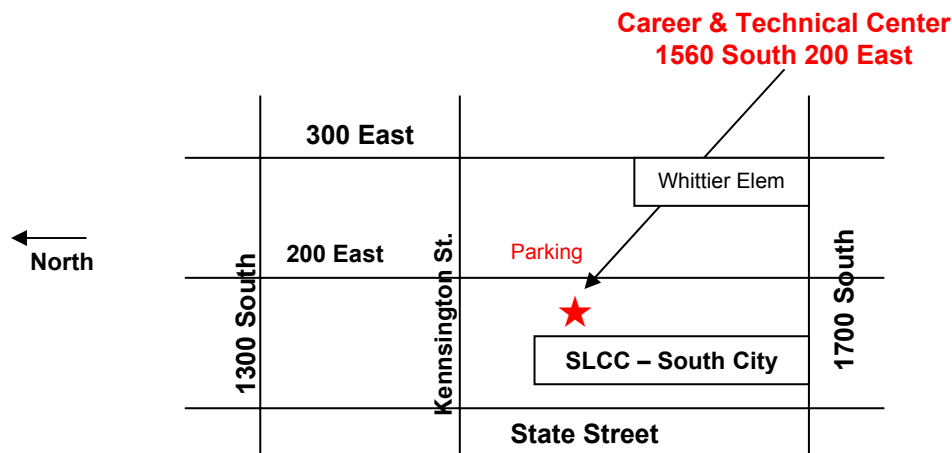 Career & Technical Center
1560 South 200 East
300 East
Whittier Elem
North
200 East
Parking
1300 South
Kennsington St.
1700 South
SLCC – South City
State Street